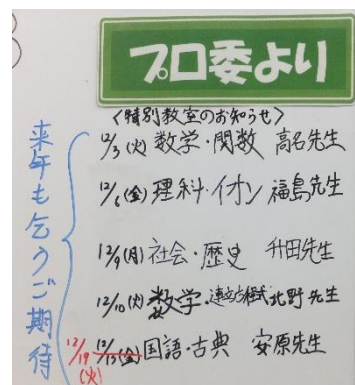 プロ委より
〈特別教室のお知らせ〉
12/3(火) 数学・関数 高名先生
12/6(金) 理科・イオン 福島先生
12/9(月) 社会・歴史 升田先生
12/10(火) 数学・連立方程式 北野先生
12/13(金) 国語・古典 安原先生
12/19(火)
来年も乞うご期待